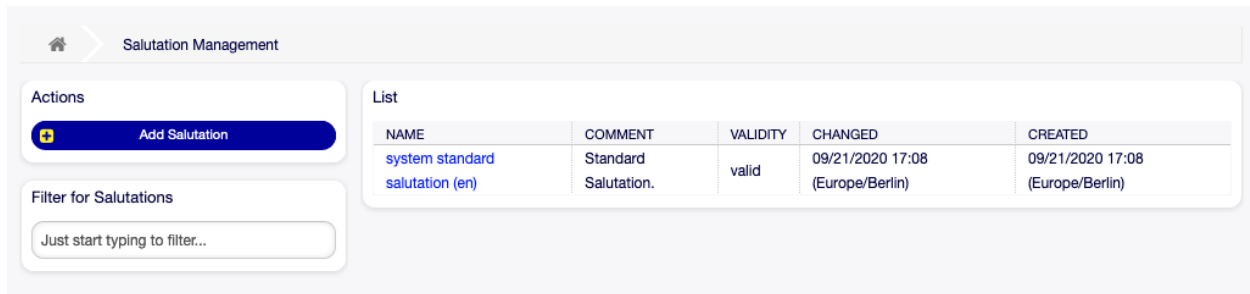 Salutation Management
Actions
Add Salutation
Filter for Salutations
Just start typing to filter...
List
NAME COMMENT VALIDITY CHANGED CREATED
system standard Standard valid 09/21/2020 17:08 09/21/2020 17:08
salutation (en) Salutation. (Europe/Berlin) (Europe/Berlin)